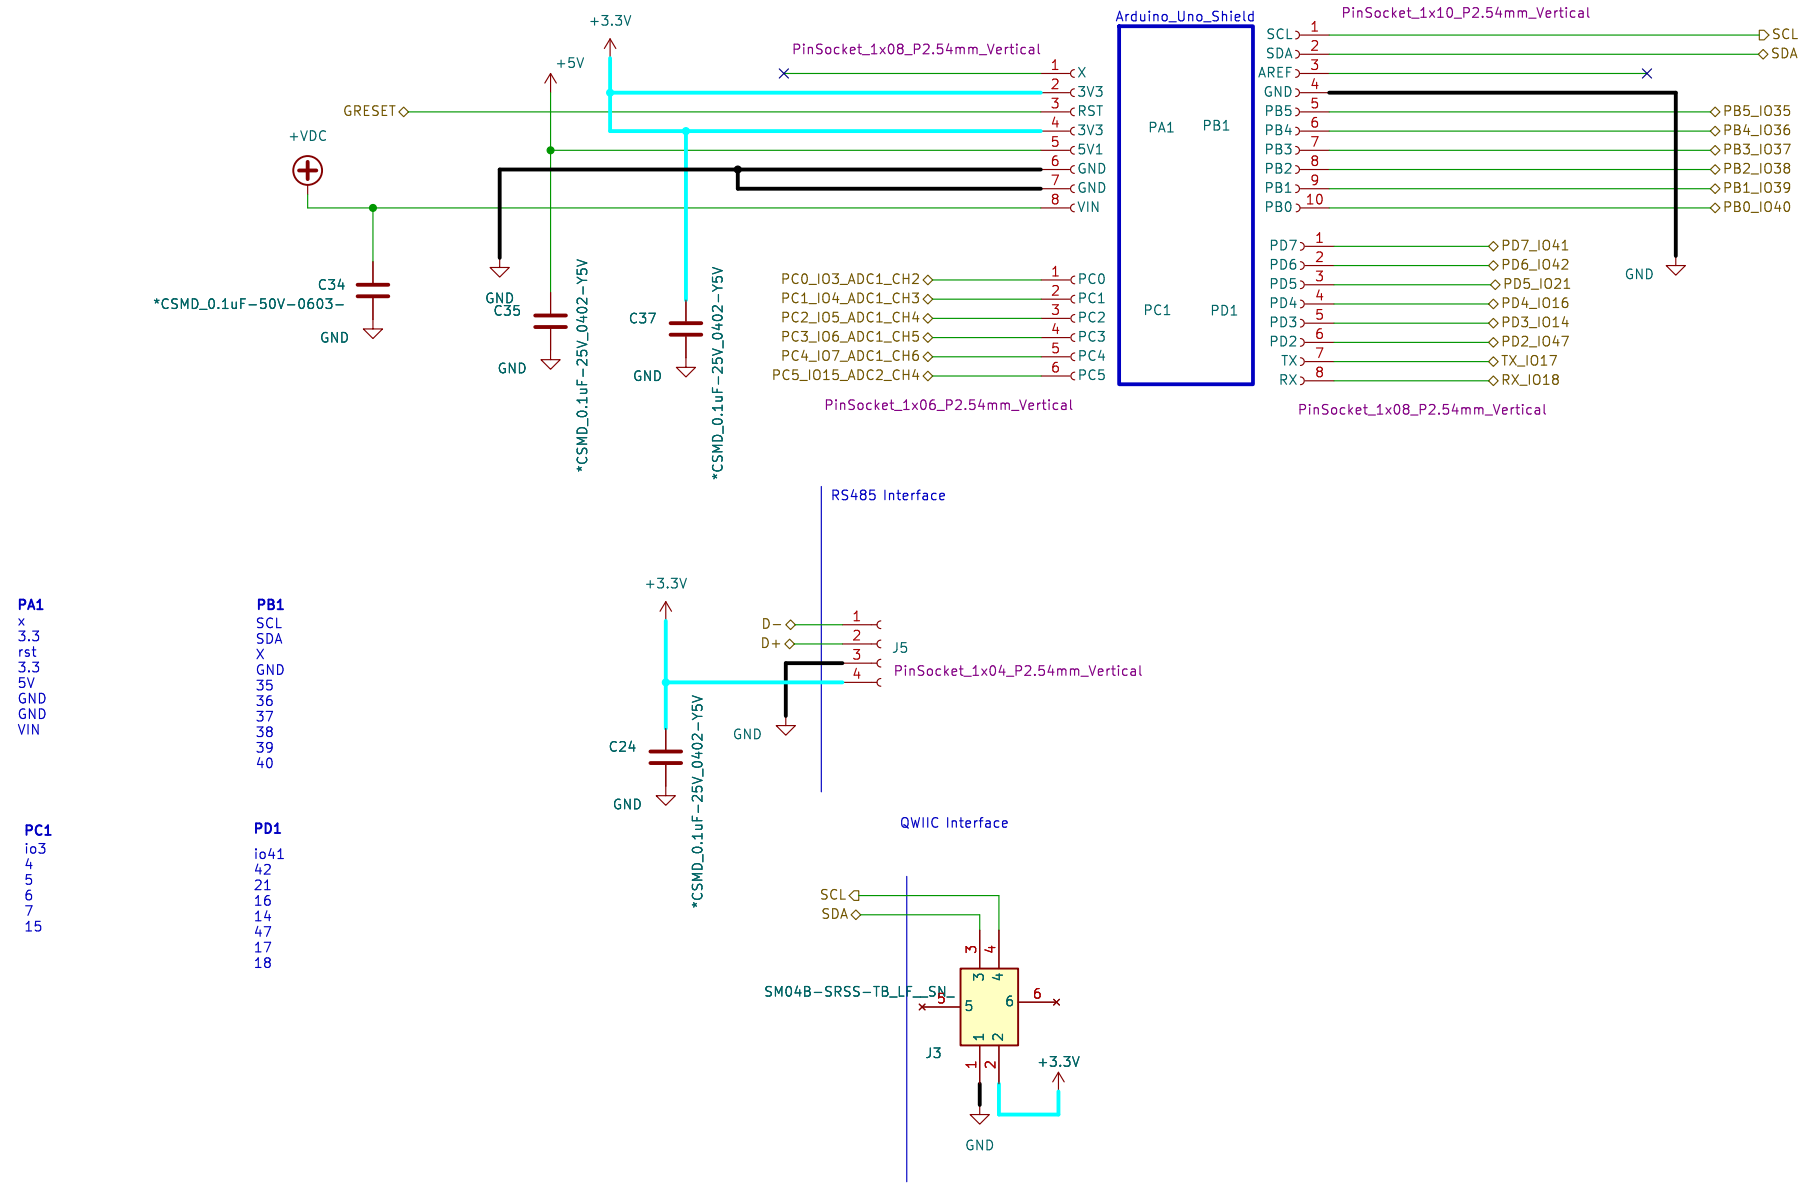 +3.3V
+5V
GRESET
+VDC
PinSocket_1x08_P2.54mm_Vertical
1 X
2 3V3
3 RST
4 3V3
5 5V1
6 GND
7 GND
8 VIN
C34
*CSMD_0.1uF-50V-0603-
GND
GND
C35
*CSMD_0.1uF-25V_0402-Y5V
GND
C37
*CSMD_0.1uF-25V_0402-Y5V
GND
PC0_IO3_ADC1_CH2 1 PC0
PC1_IO4_ADC1_CH3 2 PC1
PC2_IO5_ADC1_CH4 3 PC2
PC3_IO6_ADC1_CH5 4 PC3
PC4_IO7_ADC1_CH6 5 PC4
PC5_IO15_ADC2_CH4 6 PC5
PinSocket_1x06_P2.54mm_Vertical
Arduino_Uno_Shield
PA1
PB1
PC1
PD1
PinSocket_1x10_P2.54mm_Vertical
SCL 1 SCL
SDA 2 SDA
AREF 3
GND 4
PB5 5 PB5_IO35
PB4 6 PB4_IO36
PB3 7 PB3_IO37
PB2 8 PB2_IO38
PB1 9 PB1_IO39
PB0 10 PB0_IO40
GND
PD7 1 PD7_IO41
PD6 2 PD6_IO42
PD5 3 PD5_IO21
PD4 4 PD4_IO16
PD3 5 PD3_IO14
PD2 6 PD2_IO47
TX 7 TX_IO17
RX 8 RX_IO18
PinSocket_1x08_P2.54mm_Vertical
RS485 Interface
+3.3V
D- 1
D+ 2
3
4
J5
PinSocket_1x04_P2.54mm_Vertical
GND
C24
*CSMD_0.1uF-25V_0402-Y5V
GND
PA1
x
3.3
rst
3.3
5V
GND
GND
VIN
PB1
SCL
SDA
X
GND
35
36
37
38
39
40
PC1
io3
4
5
6
7
15
PD1
io41
42
21
16
14
47
17
18
QWIIC Interface
SCL
SDA
3
4
3
4
SM04B-SRSS-TB_LF__SN_
5
5
6
6
1
2
J3
1
2
+3.3V
GND